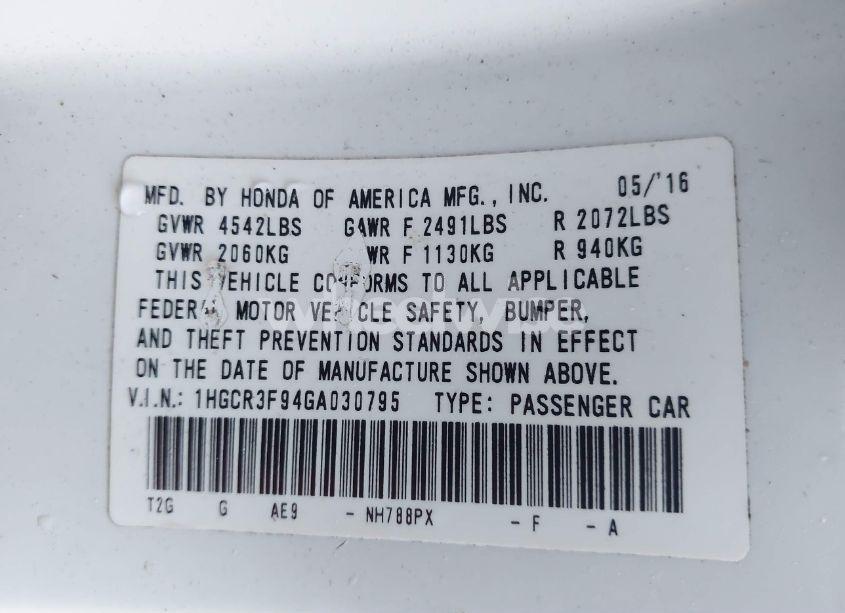 MFD. BY HONDA OF AMERICA MFG., INC. 05/'16
GVWR 4542LBS GAWR F 2491LBS R 2072LBS
GVWR 2060KG WR F 1130KG R 940KG
THIS VEHICLE CONFORMS TO ALL APPLICABLE
FEDERAL MOTOR VEHICLE SAFETY, BUMPER,
AND THEFT PREVENTION STANDARDS IN EFFECT
ON THE DATE OF MANUFACTURE SHOWN ABOVE.
V.I.N.: 1HGCR3F94GA030795 TYPE: PASSENGER CAR
T2G G AE9 - NH788PX - F - A